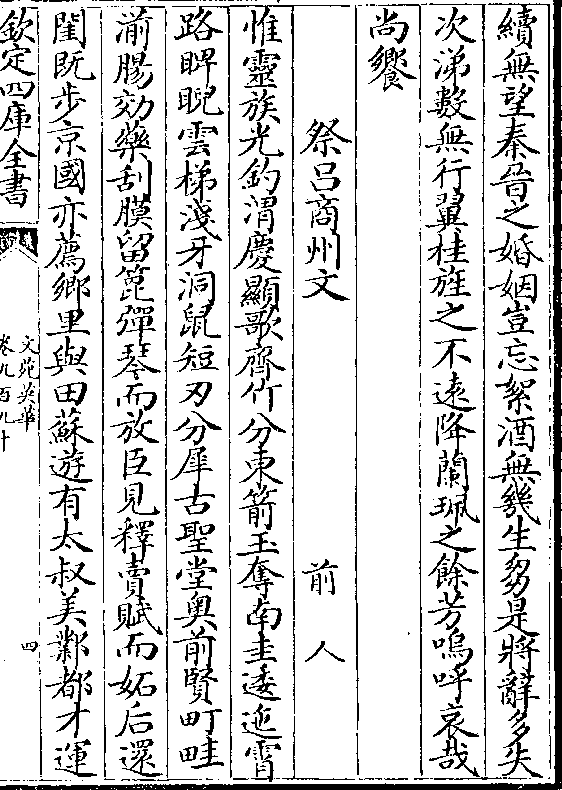 續無望秦晉之婚姻豈忘絮酒無幾生芻是將辭多失
次涕數無行翼桂旌之不遠降蘭珮之餘芳嗚呼哀哉
尚饗
祭呂商州文 前人
惟靈族光釣渭慶顯歌齊竹分東箭玉奪南圭逶迤霄
路睥睨雲梯淺牙洞鼠短刃分犀古聖堂奥前賢町畦
湔腸効藥刮膜留箆彈琴而放臣見釋賣賦而妬后還
閨既步京國亦薦鄉里與田蘇遊有太叔美鄴都才運
欽定四庫全書
文苑英華
卷九百九十
四